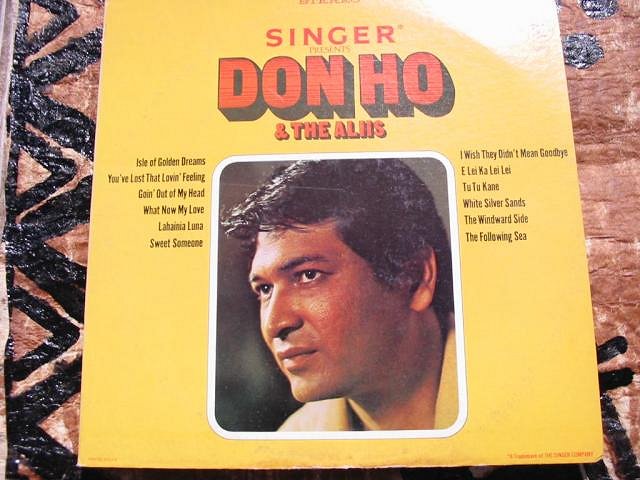 STEREO
SINGER*
PRESENTS
DON HO
& THE ALIIS
Isle of Golden Dreams
You've Lost That Lovin' Feeling
Goin' Out of My Head
What Now My Love
Lahainia Luna
Sweet Someone
I Wish They Didn't Mean Goodbye
E Lei Ka Lei Lei
Tu Tu Kane
White Silver Sands
The Windward Side
The Following Sea
*A Trademark of THE SINGER COMPANY